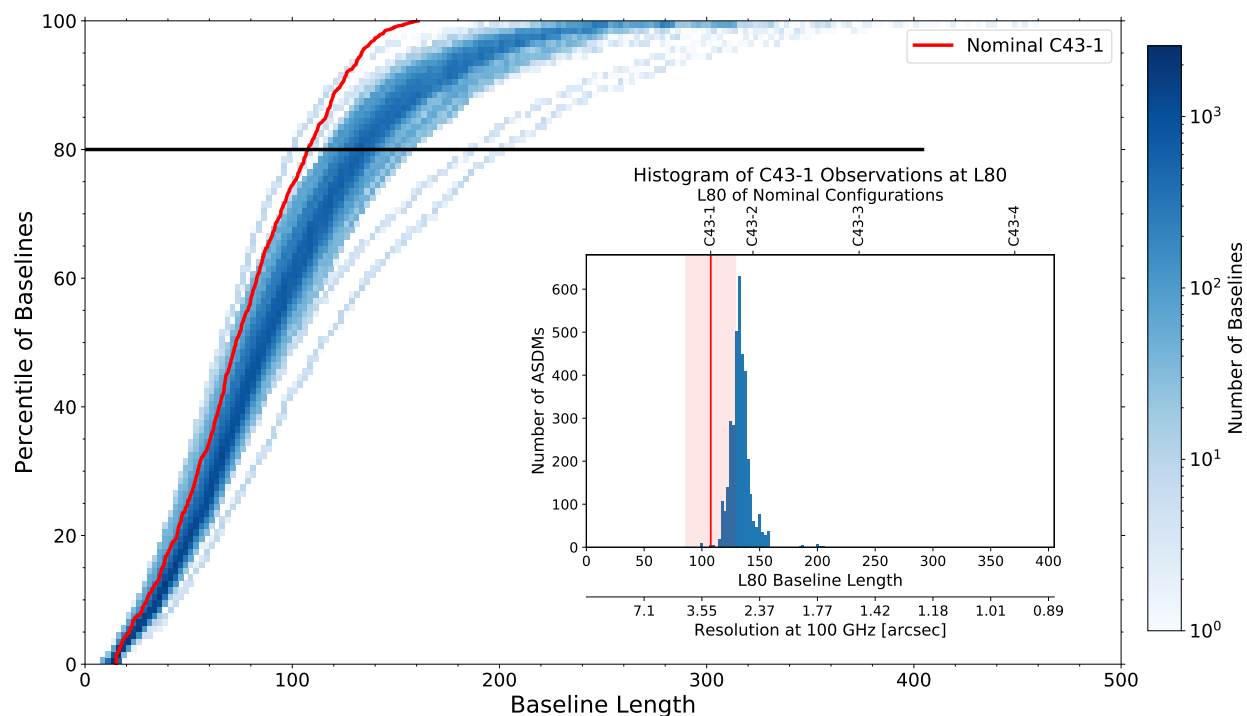 100
80
60
40
20
0
Percentile of Baselines
0 100 200 300 400 500
Baseline Length
Nominal C43-1
Histogram of C43-1 Observations at L80
L80 of Nominal Configurations
C43-1 C43-2 C43-3 C43-4
600
500
400
300
200
100
0
Number of ASDMs
0 50 100 150 200 250 300 350 400
L80 Baseline Length
7.1 3.55 2.37 1.77 1.42 1.18 1.01 0.89
Resolution at 100 GHz [arcsec]
10³
10²
10¹
10⁰
Number of Baselines